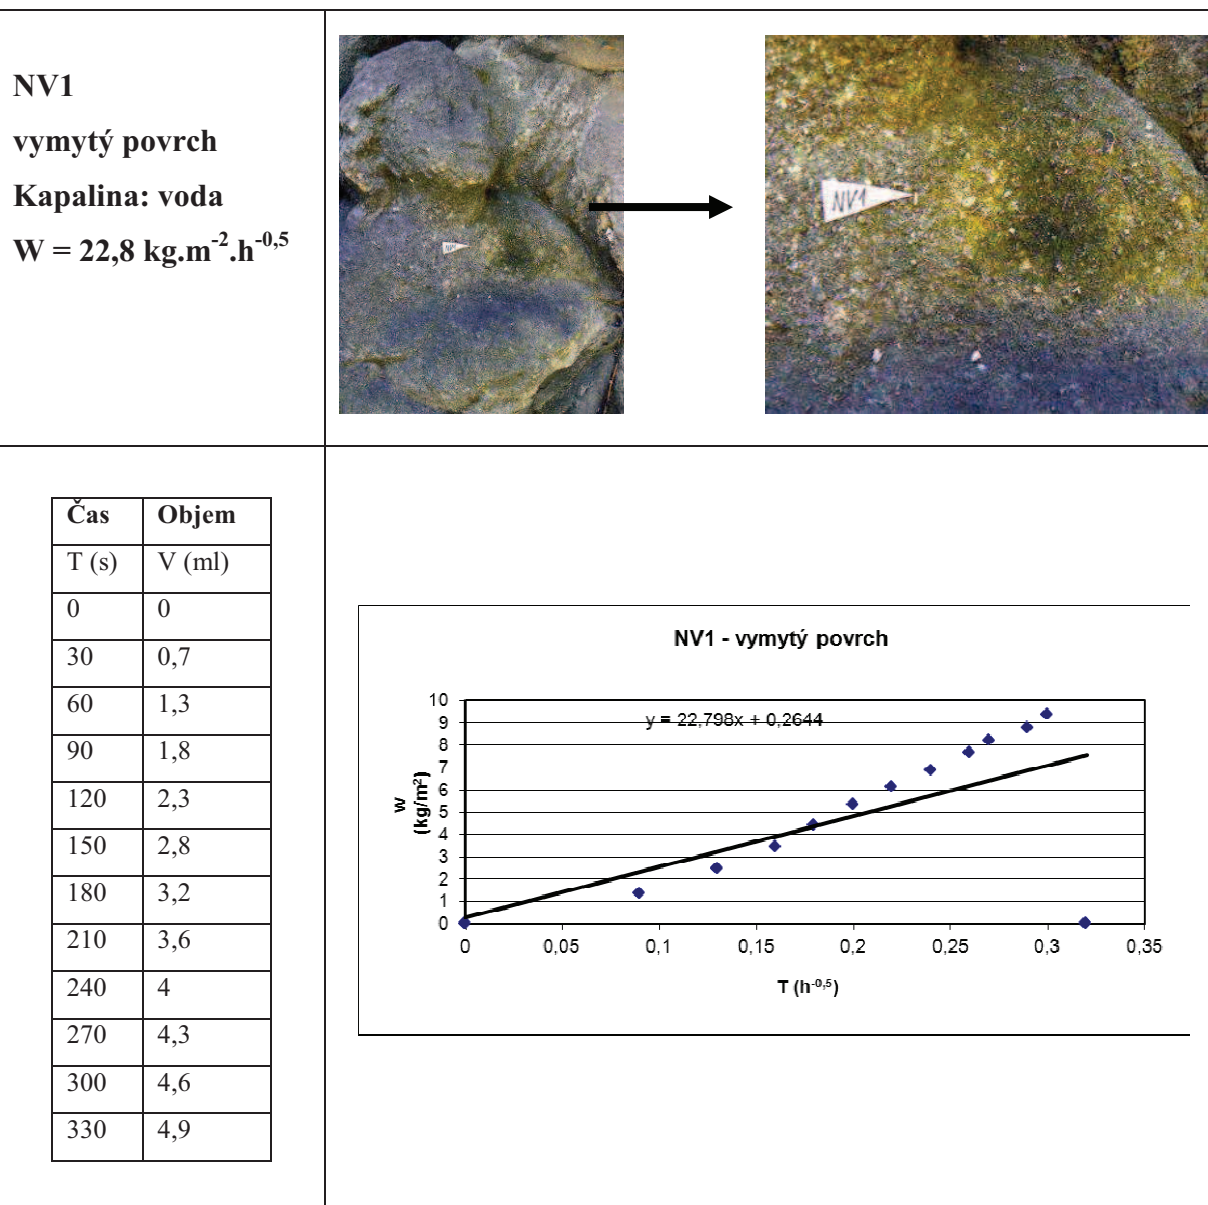 NV1
vymytý povrch
Kapalina: voda
W = 22,8 kg.m⁻².h⁻⁰,⁵
NV1
NV1
Čas Objem
T (s) V (ml)
0 0
30 0,7
60 1,3
90 1,8
120 2,3
150 2,8
180 3,2
210 3,6
240 4
270 4,3
300 4,6
330 4,9
NV1 - vymytý povrch
y = 22,798x + 0,2644
w
(kg/m²)
10
9
8
7
6
5
4
3
2
1
0
0 0,05 0,1 0,15 0,2 0,25 0,3 0,35
T (h⁻⁰,⁵)